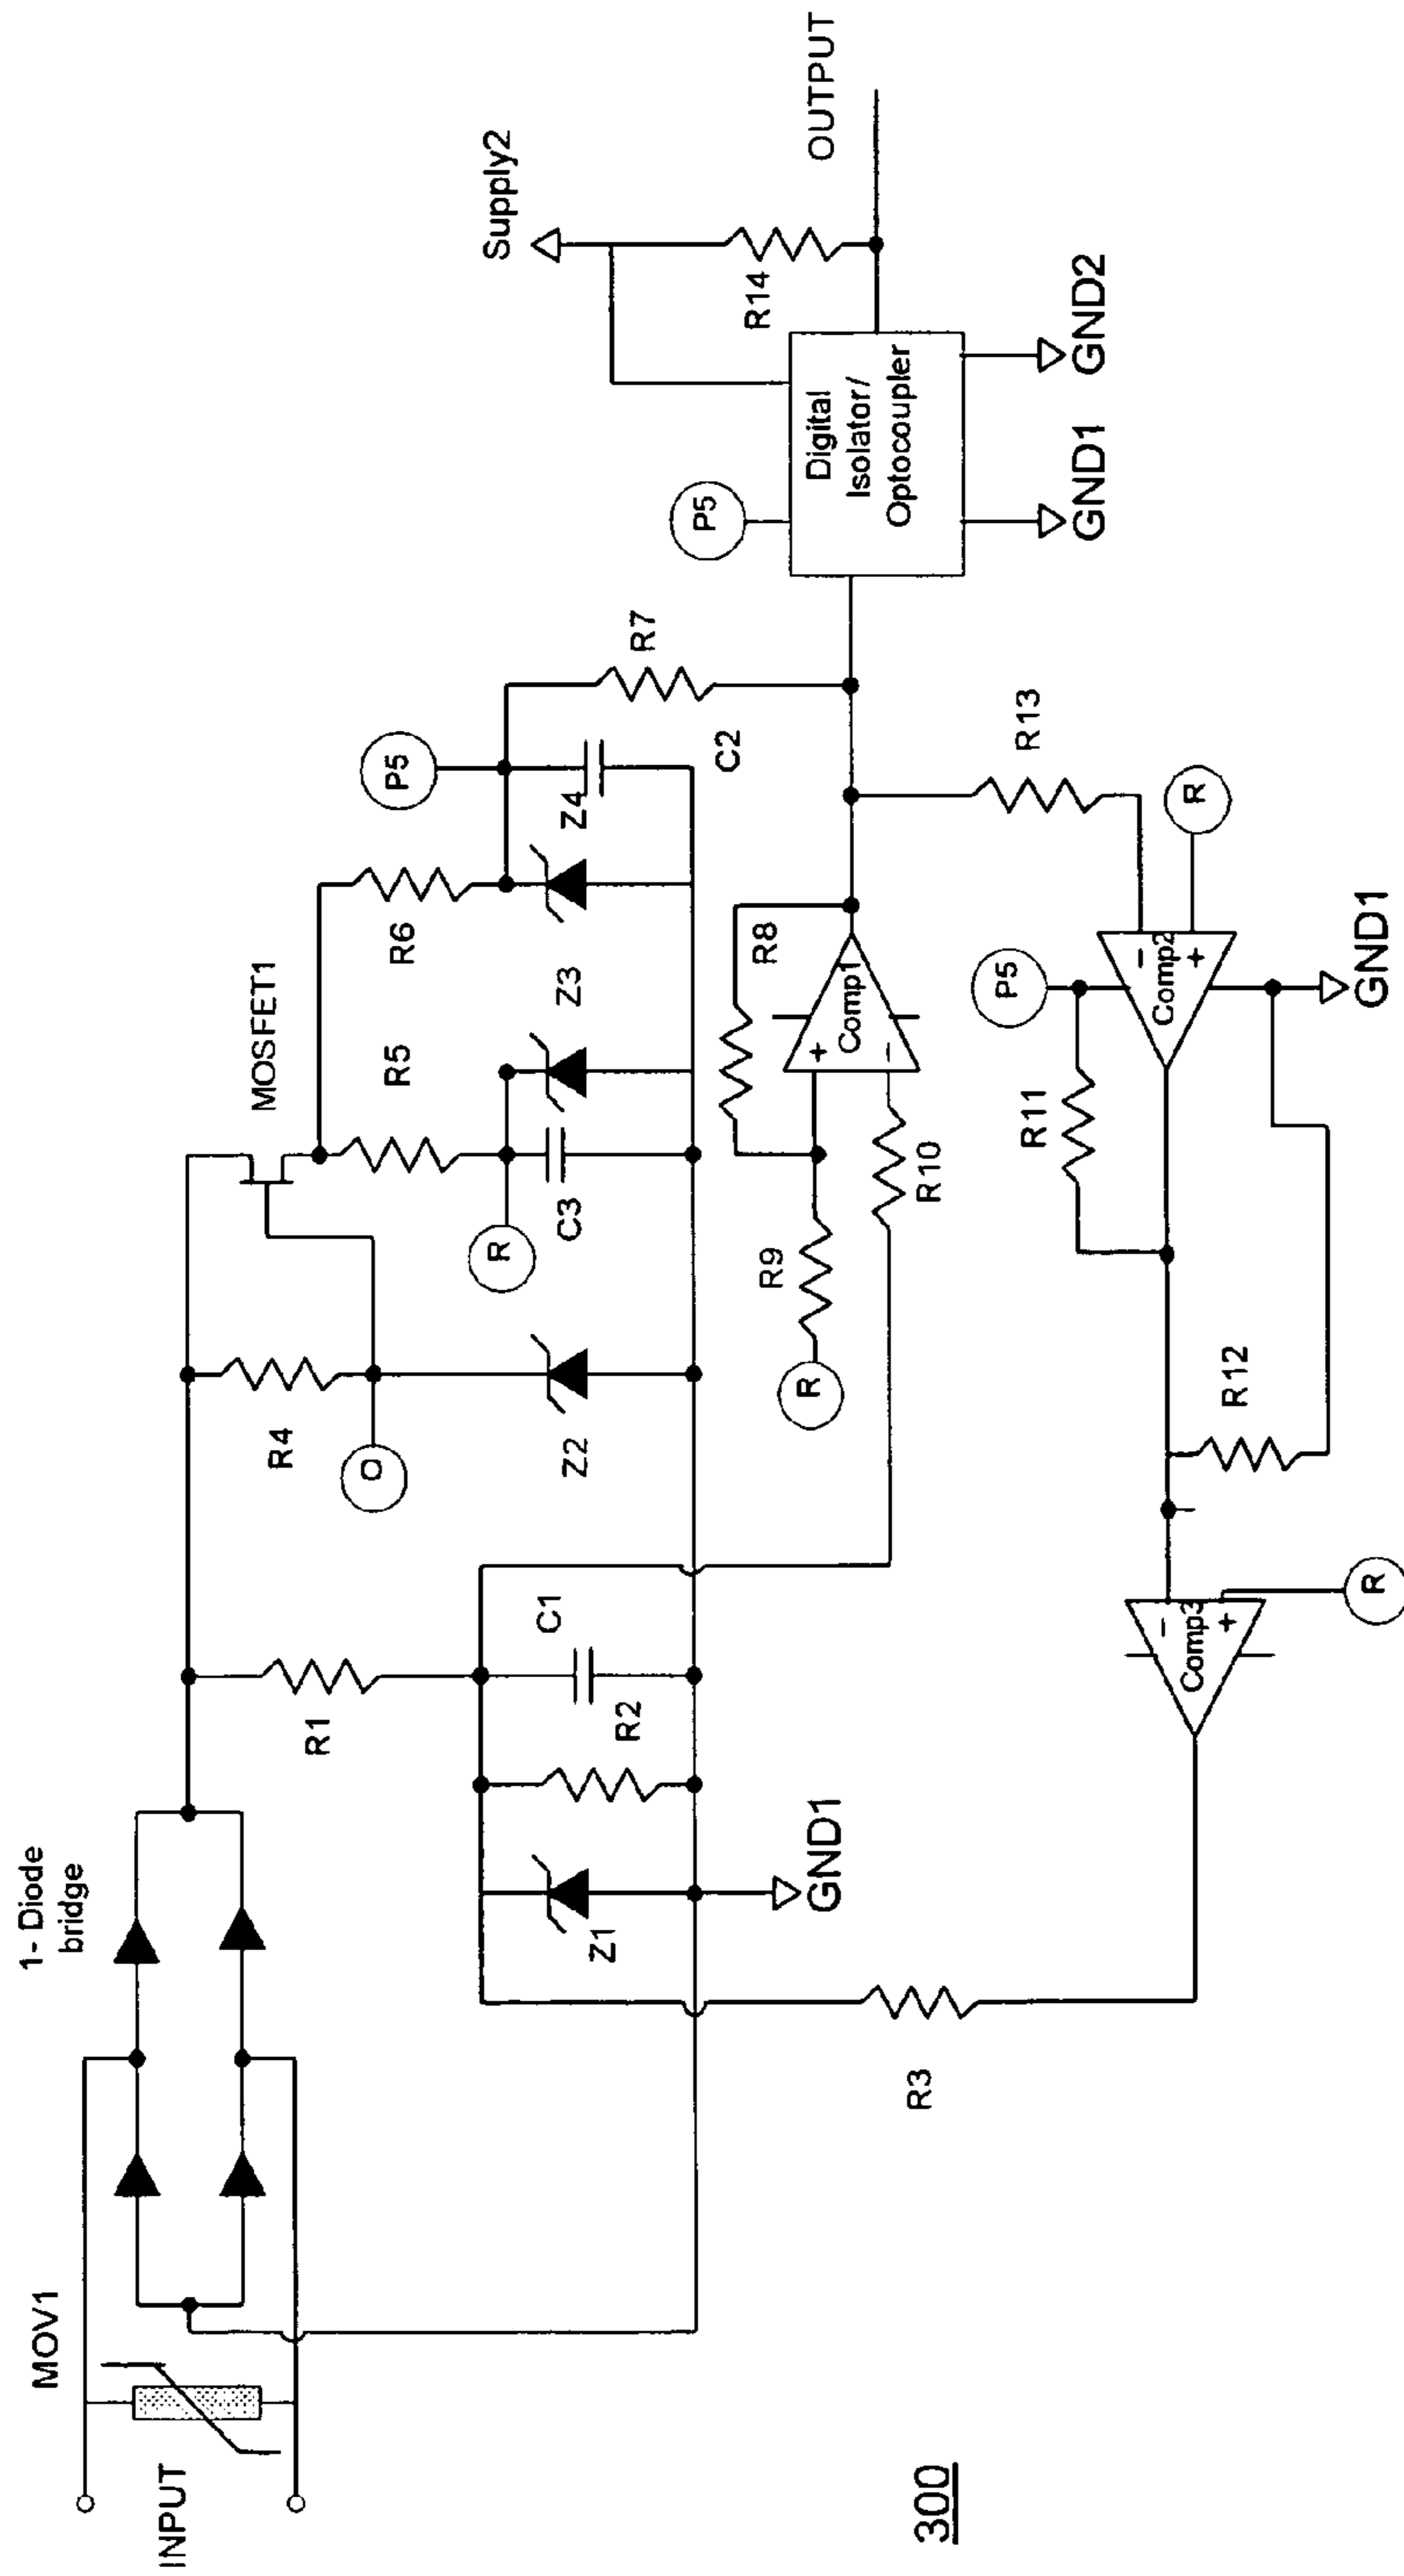 MOV1
INPUT
1- Diode
bridge
R1
R4
O
MOSFET1
R5
R6
P5
Supply2
OUTPUT
R14
Z1
R2
C1
Z2
R
C3
Z3
Z4
C2
R7
P5
Digital
Isolator/
Optocoupler
GND1
GND1
GND2
R9
R
R10
R8
+
-
Comp1
R13
R3
-
+
Comp3
R
R12
R11
P5
-
+
Comp2
R
GND1
300